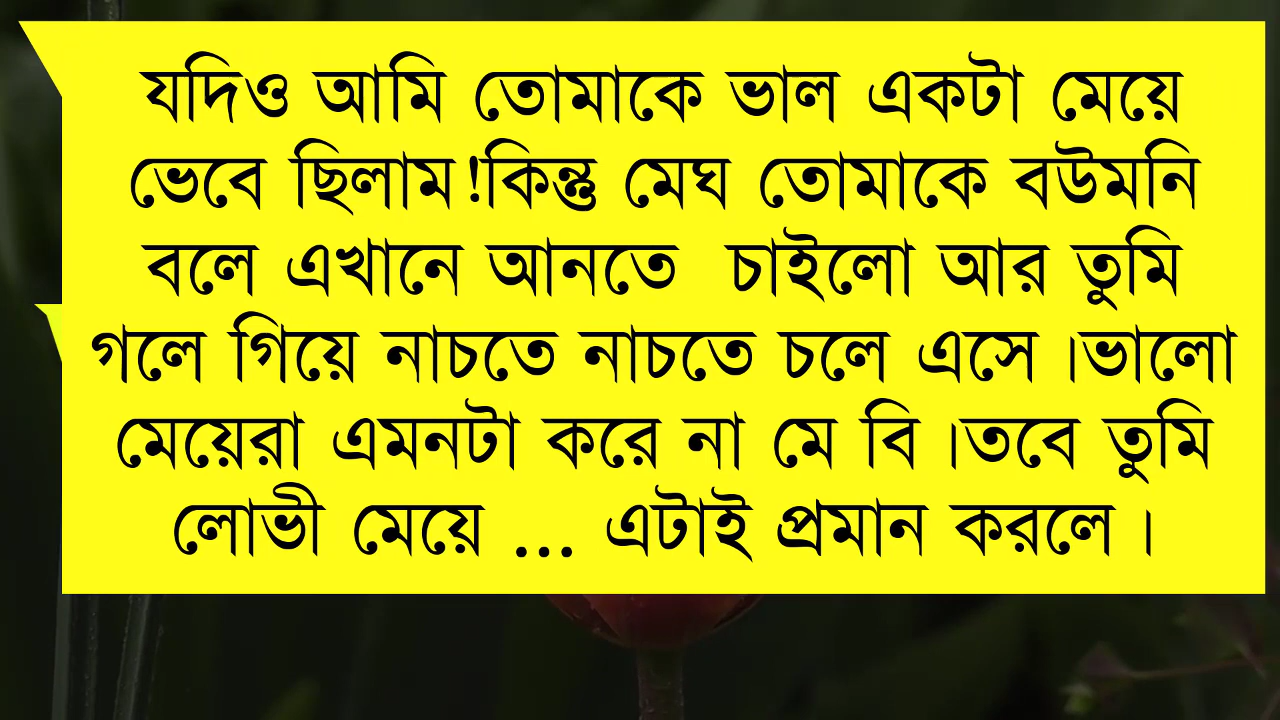 যদিও আমি তোমাকে ভাল একটা মেয়ে
ভেবে ছিলাম!কিন্তু মেঘ তোমাকে বউমনি
বলে এখানে আনতে চাইলো আর তুমি
গলে গিয়ে নাচতে নাচতে চলে এসে।ভালো
মেয়েরা এমনটা করে না মে বি।তবে তুমি
লোভী মেয়ে ... এটাই প্রমান করলে।